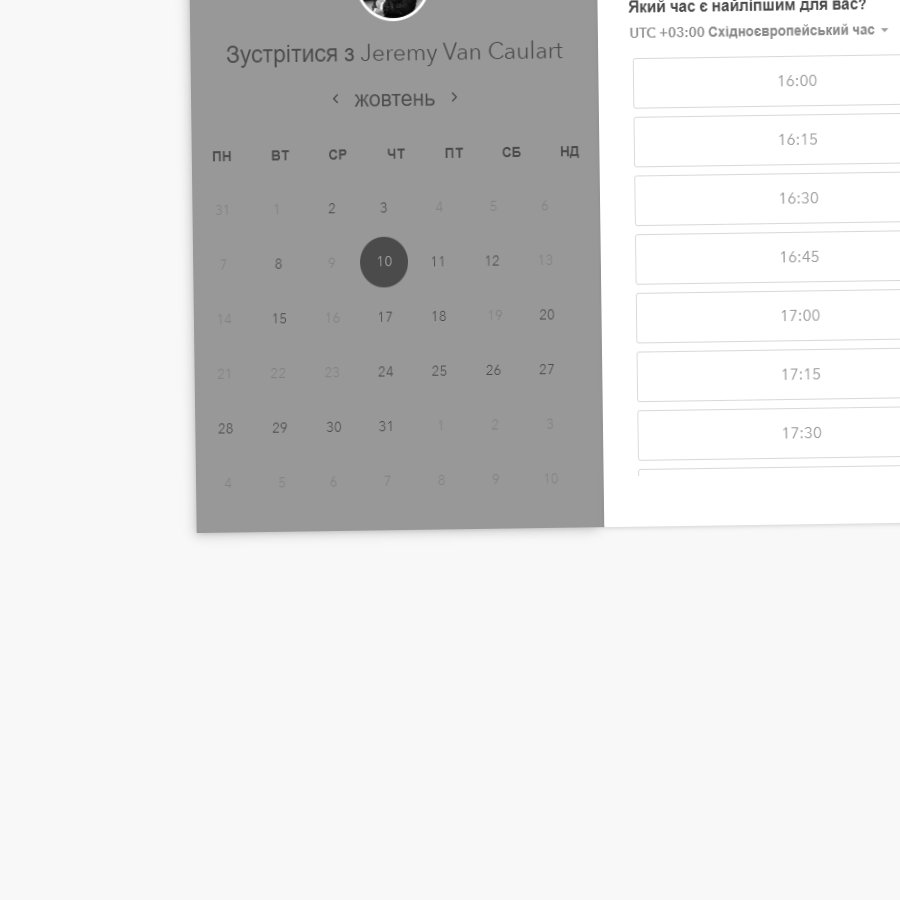 Зустрітися з Jeremy Van Caulart
жовтень
ПН ВТ СР ЧТ ПТ СБ НД
31 1 2 3 4 5 6
7 8 9 10 11 12 13
14 15 16 17 18 19 20
21 22 23 24 25 26 27
28 29 30 31 1 2 3
4 5 6 7 8 9 10
Який час є найліпшим для вас?
UTC +03:00 Східноєвропейський час
16:00
16:15
16:30
16:45
17:00
17:15
17:30